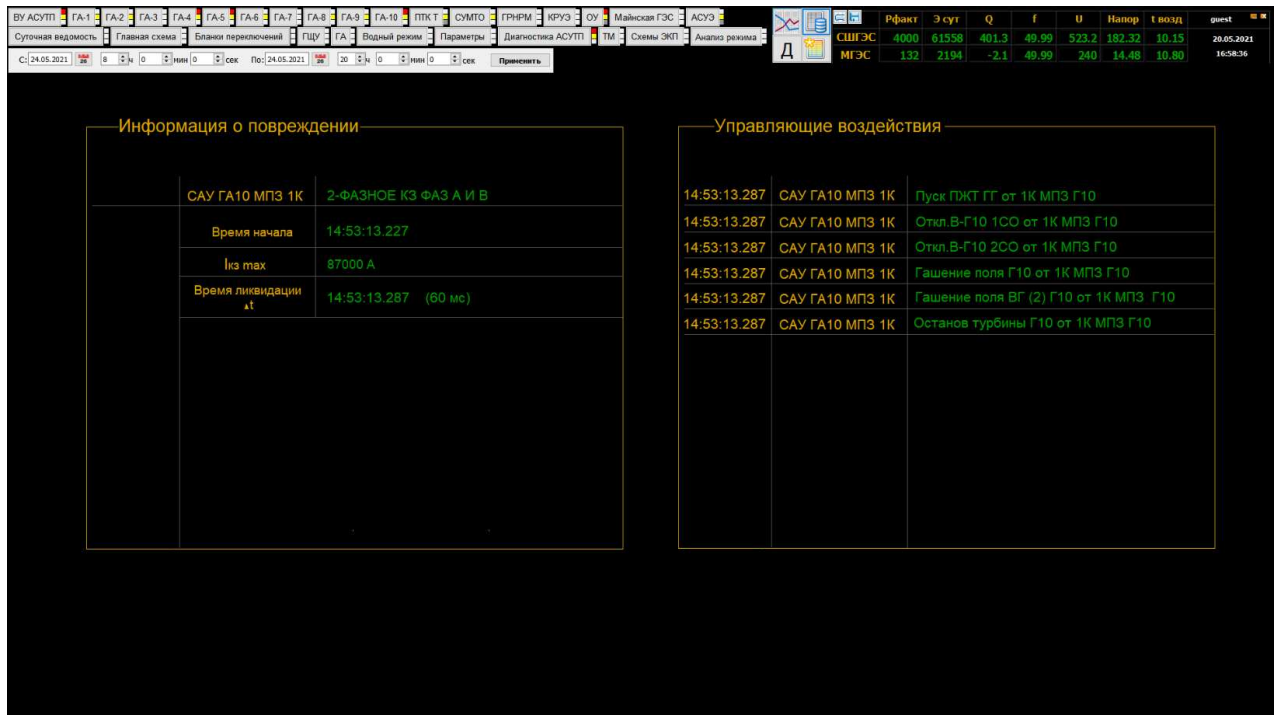 ВУ АСУТП ГА-1 ГА-2 ГА-3 ГА-4 ГА-5 ГА-6 ГА-7 ГА-8 ГА-9 ГА-10 ПТК Т СУМТО ГРНРМ КРУЭ ОУ Майнская ГЭС АСУЭ
Суточная ведомость Главная схема Бланки переключений ГЩУ ГА Водный режим Параметры Диагностика АСУТП ТМ Схемы ЭКП Анализ режима
С: 24.05.2021 8 ч 0 мин 0 сек По: 24.05.2021 20 ч 0 мин 0 сек Применить
Д
Pфакт Э сут Q f U Напор t возд
СШГЭС 4000 61558 401.3 49.99 523.2 182.32 10.15
МГЭС 132 2194 -2.1 49.99 240 14.48 10.80
guest
20.05.2021
16:58:36
Информация о повреждении
САУ ГА10 МПЗ 1К 2-ФАЗНОЕ КЗ ФАЗ А И В
Время начала 14:53:13.227
Iкз max 87000 А
Время ликвидации
▲t 14:53:13.287 (60 мс)
Управляющие воздействия
14:53:13.287 САУ ГА10 МПЗ 1К Пуск ПЖТ ГГ от 1К МПЗ Г10
14:53:13.287 САУ ГА10 МПЗ 1К Откл.В-Г10 1СО от 1К МПЗ Г10
14:53:13.287 САУ ГА10 МПЗ 1К Откл.В-Г10 2СО от 1К МПЗ Г10
14:53:13.287 САУ ГА10 МПЗ 1К Гашение поля Г10 от 1К МПЗ Г10
14:53:13.287 САУ ГА10 МПЗ 1К Гашение поля ВГ (2) Г10 от 1К МПЗ Г10
14:53:13.287 САУ ГА10 МПЗ 1К Останов турбины Г10 от 1К МПЗ Г10